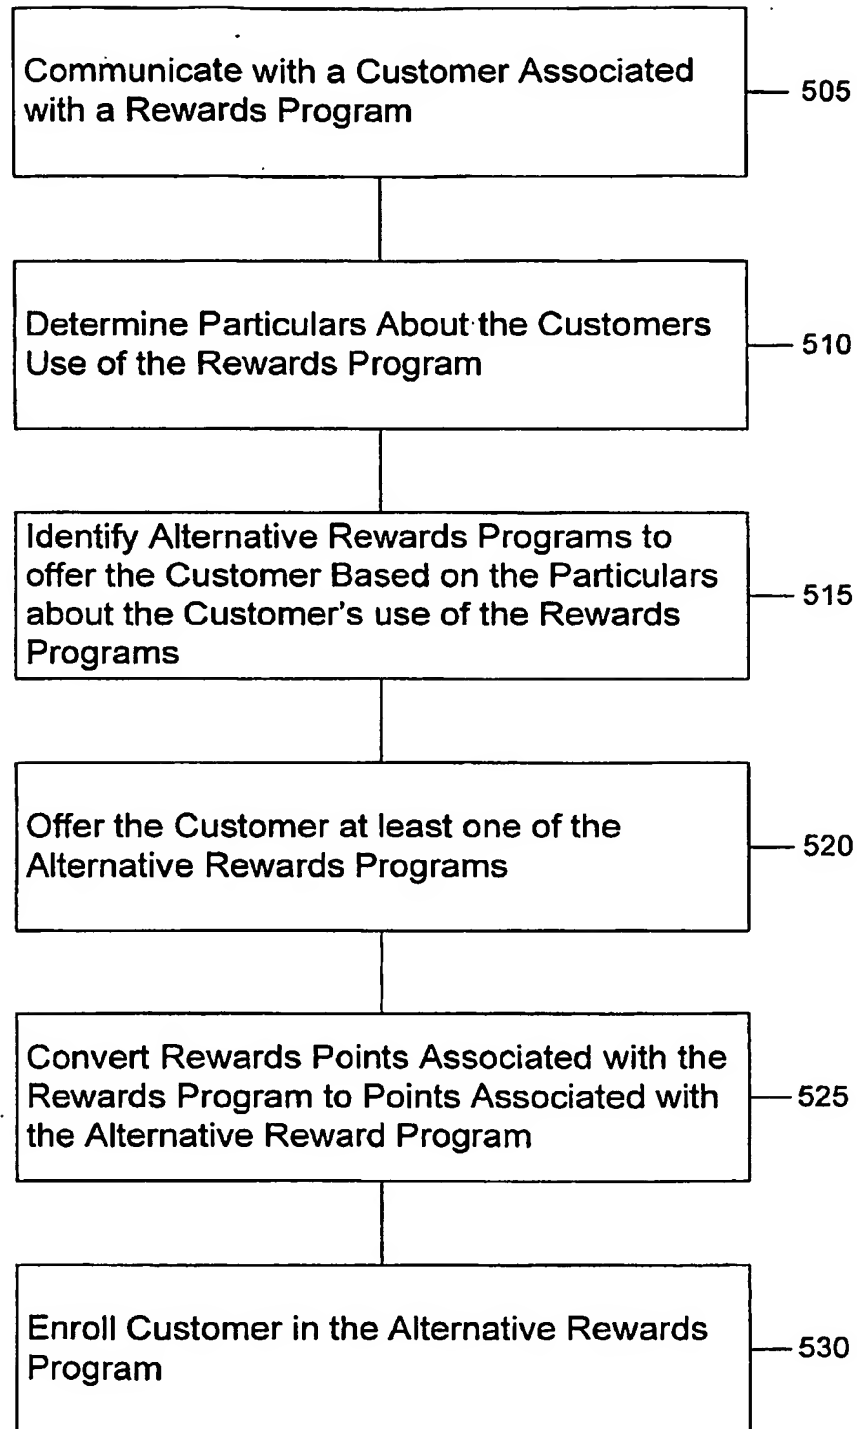 Communicate with a Customer Associated
with a Rewards Program
505
Determine Particulars About the Customers
Use of the Rewards Program
510
Identify Alternative Rewards Programs to
offer the Customer Based on the Particulars
about the Customer's use of the Rewards
Programs
515
Offer the Customer at least one of the
Alternative Rewards Programs
520
Convert Rewards Points Associated with the
Rewards Program to Points Associated with
the Alternative Reward Program
525
Enroll Customer in the Alternative Rewards
Program
530